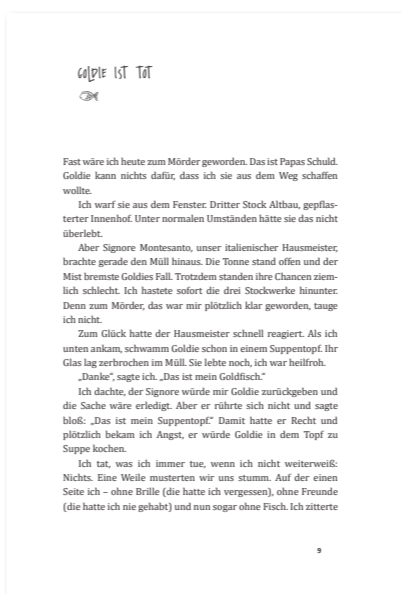 GOLDIE IST TOT
Fast wäre ich heute zum Mörder geworden. Das ist Papas Schuld.
Goldie kann nichts dafür, dass ich sie aus dem Weg schaffen
wollte.
Ich warf sie aus dem Fenster. Dritter Stock Altbau, gepflas-
terter Innenhof. Unter normalen Umständen hätte sie das nicht
überlebt.
Aber Signore Montesanto, unser italienischer Hausmeister,
brachte gerade den Müll hinaus. Die Tonne stand offen und der
Mist bremste Goldies Fall. Trotzdem standen ihre Chancen ziem-
lich schlecht. Ich hastete sofort die drei Stockwerke hinunter.
Denn zum Mörder, das war mir plötzlich klar geworden, tauge
ich nicht.
Zum Glück hatte der Hausmeister schnell reagiert. Als ich
unten ankam, schwamm Goldie schon in einem Suppentopf. Ihr
Glas lag zerbrochen im Müll. Sie lebte noch, ich war heilfroh.
„Danke“, sagte ich. „Das ist mein Goldfisch.“
Ich dachte, der Signore würde mir Goldie zurückgeben und
die Sache wäre erledigt. Aber er rührte sich nicht und sagte
bloß: „Das ist mein Suppentopf.“ Damit hatte er Recht und
plötzlich bekam ich Angst, er würde Goldie in dem Topf zu
Suppe kochen.
Ich tat, was ich immer tue, wenn ich nicht weiterweiß:
Nichts. Eine Weile musterten wir uns stumm. Auf der einen
Seite ich – ohne Brille (die hatte ich vergessen), ohne Freunde
(die hatte ich nie gehabt) und nun sogar ohne Fisch. Ich zitterte
9